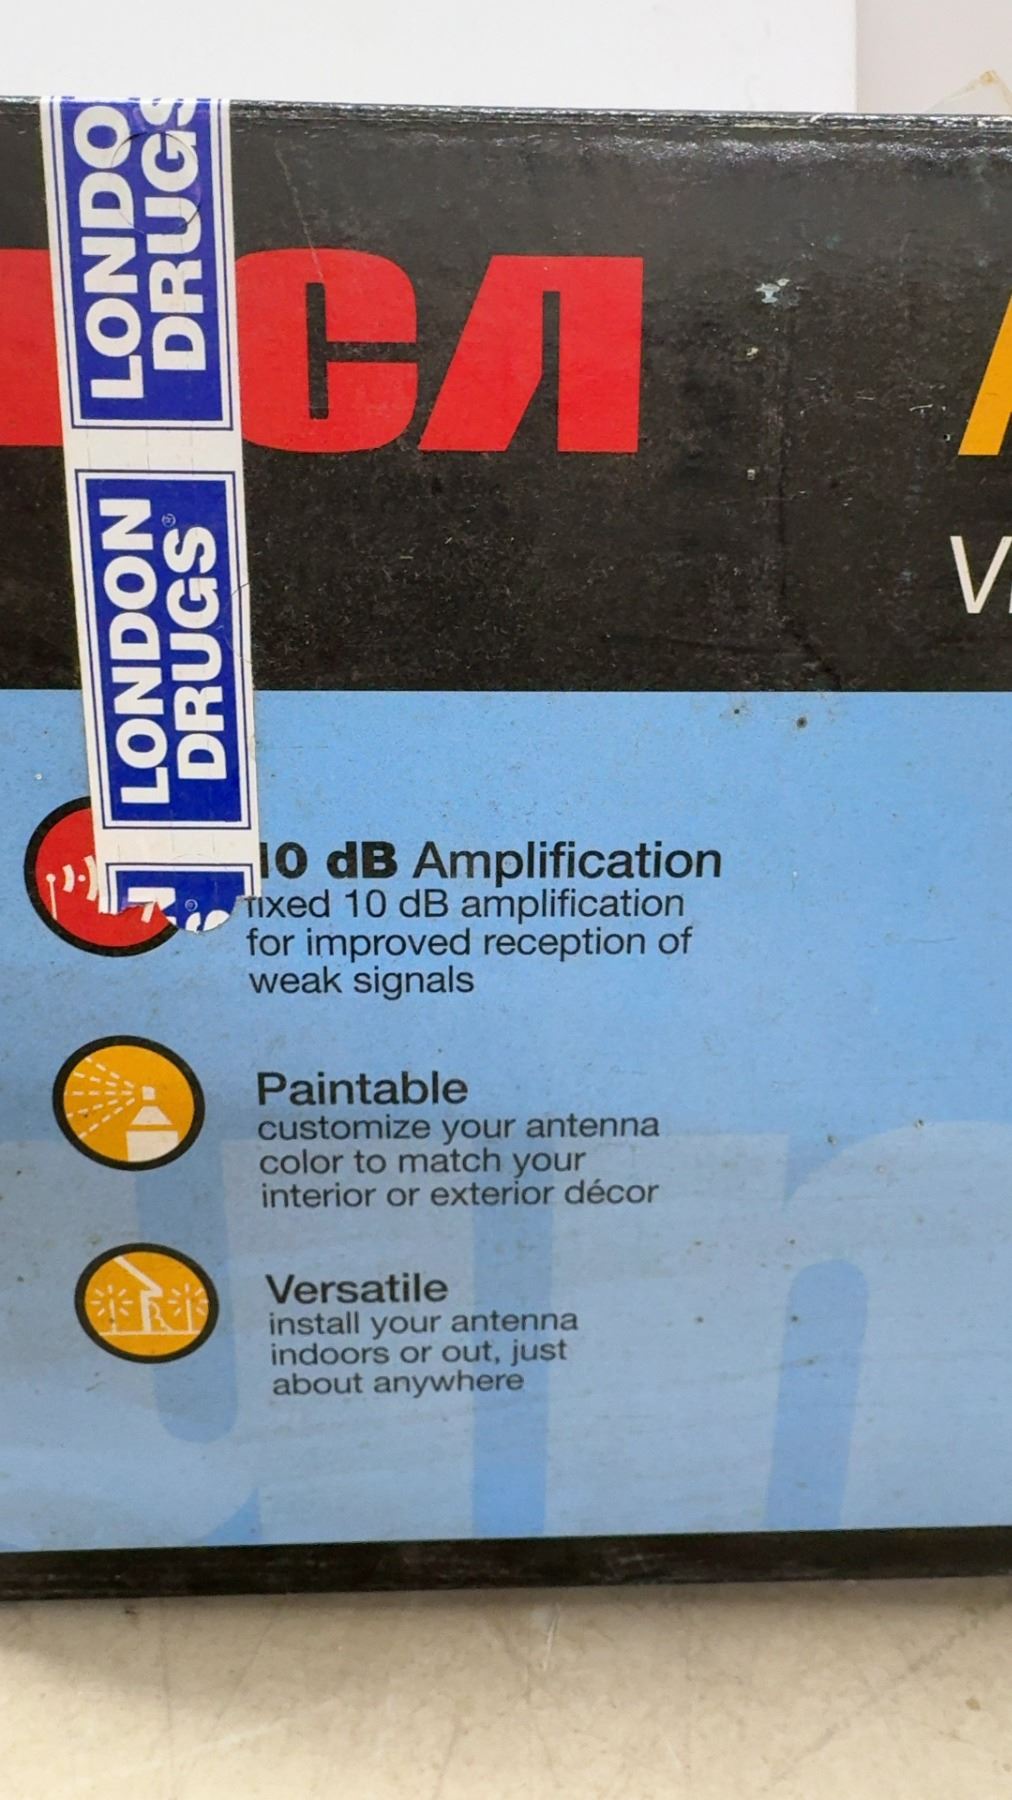 LONDON
DRUGS®
CA
10 dB Amplification
fixed 10 dB amplification
for improved reception of
weak signals
Paintable
customize your antenna
color to match your
interior or exterior décor
Versatile
install your antenna
indoors or out, just
about anywhere